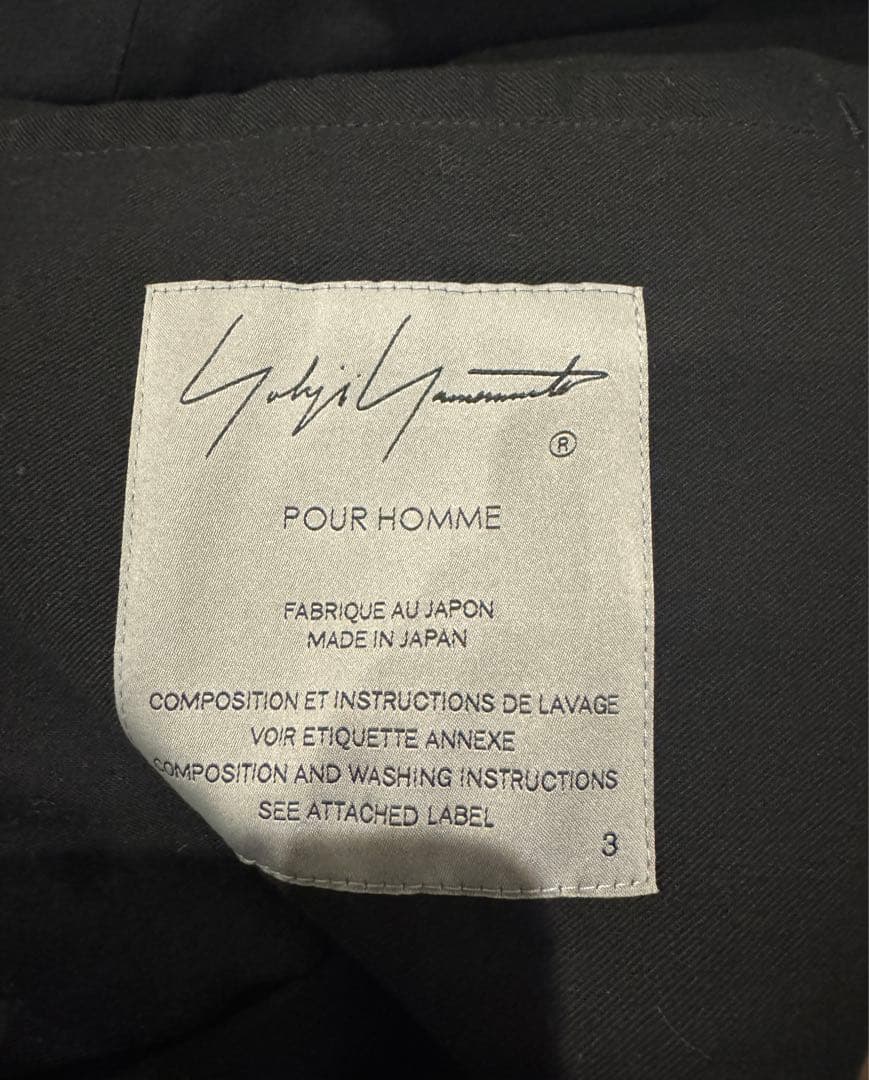 Yohji Yamamoto
®
POUR HOMME
FABRIQUE AU JAPON
MADE IN JAPAN
COMPOSITION ET INSTRUCTIONS DE LAVAGE
VOIR ETIQUETTE ANNEXE
COMPOSITION AND WASHING INSTRUCTIONS
SEE ATTACHED LABEL
3